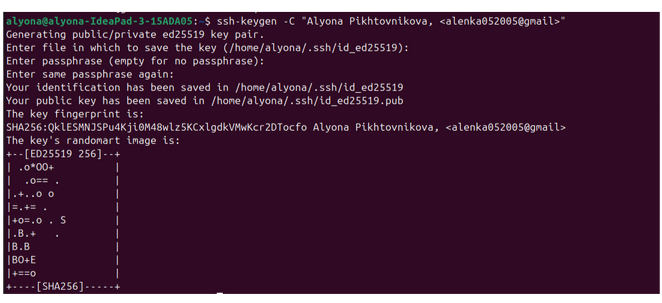 alyona@alyona-IdeaPad-3-15ADA05:~$ ssh-keygen -C "Alyona Pikhtovnikova, <alenka052005@gmail>"
Generating public/private ed25519 key pair.
Enter file in which to save the key (/home/alyona/.ssh/id_ed25519):
Enter passphrase (empty for no passphrase):
Enter same passphrase again:
Your identification has been saved in /home/alyona/.ssh/id_ed25519
Your public key has been saved in /home/alyona/.ssh/id_ed25519.pub
The key fingerprint is:
SHA256:QklESMNJSPu4Kji0M48wlz5KCxlgdkVMwKcr2DTocfo Alyona Pikhtovnikova, <alenka052005@gmail>
The key's randomart image is:
+--[ED25519 256]--+
| .o*OO+          |
|  .o== .         |
|.+..o o          |
|=.+= .           |
|+o=.o . S        |
|.B.+   .         |
|B.B              |
|BO+E             |
|+==o             |
+----[SHA256]-----+